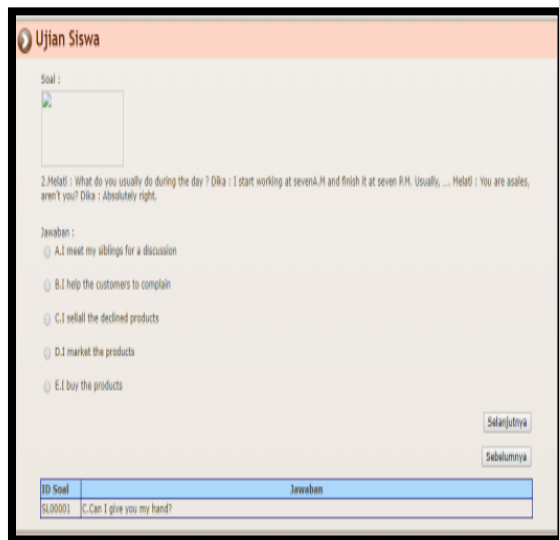 Ujian Siswa
Soal :
2.Melati : What do you usually do during the day ? Dika : I start working at sevenA.M and finish it at seven P.M. Usually, .... Melati : You are asales,
aren't you? Dika : Absolutely right.
Jawaban :
A.I meet my siblings for a discussion
B.I help the customers to complain
C.I sellall the declined products
D.I market the products
E.I buy the products
Selanjutnya
Sebelumnya
ID Soal Jawaban
SL00001 C.Can I give you my hand?